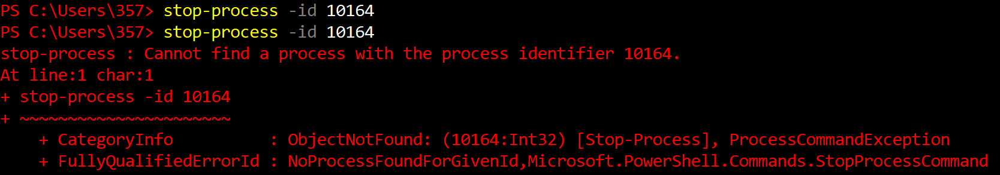 PS C:\Users\357> stop-process -id 10164
PS C:\Users\357> stop-process -id 10164
stop-process : Cannot find a process with the process identifier 10164.
At line:1 char:1
+ stop-process -id 10164
+ ~~~~~~~~~~~~~~~~~~~~~~
    + CategoryInfo          : ObjectNotFound: (10164:Int32) [Stop-Process], ProcessCommandException
    + FullyQualifiedErrorId : NoProcessFoundForGivenId,Microsoft.PowerShell.Commands.StopProcessCommand